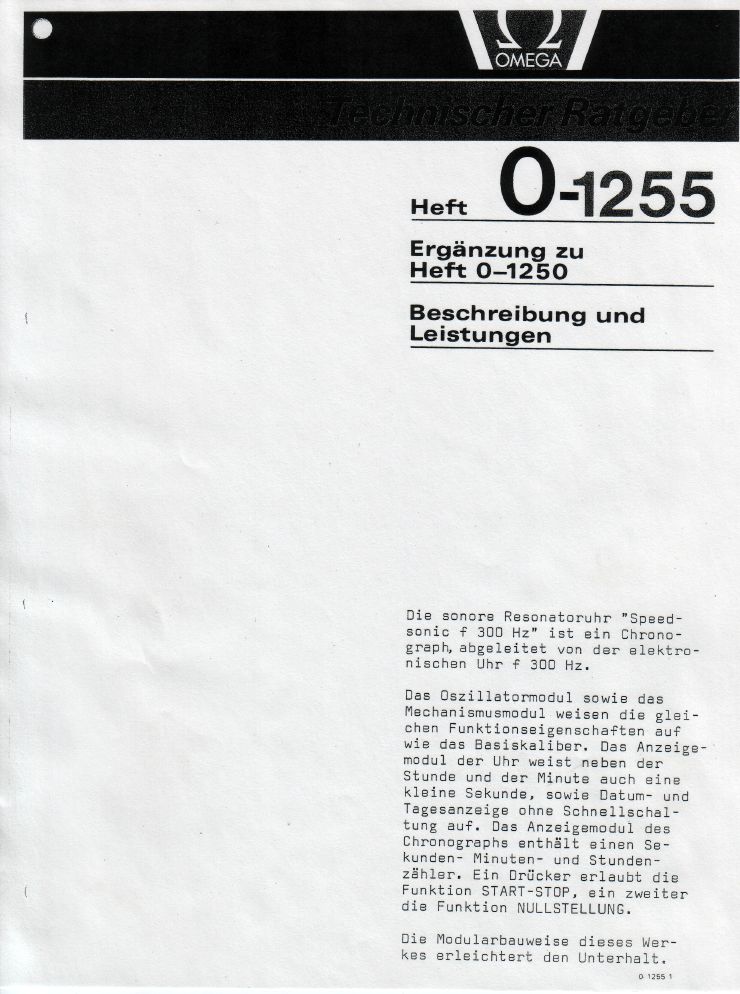 OMEGA
Technischer Ratgeber
Heft 0-1255
Ergänzung zu
Heft 0–1250
Beschreibung und
Leistungen
Die sonore Resonatoruhr "Speed-
sonic f 300 Hz" ist ein Chrono-
graph, abgeleitet von der elektro-
nischen Uhr f 300 Hz.
Das Oszillatormodul sowie das
Mechanismusmodul weisen die glei-
chen Funktionseigenschaften auf
wie das Basiskaliber. Das Anzeige-
modul der Uhr weist neben der
Stunde und der Minute auch eine
kleine Sekunde, sowie Datum- und
Tagesanzeige ohne Schnellschal-
tung auf. Das Anzeigemodul des
Chronographs enthält einen Se-
kunden- Minuten- und Stunden-
zähler. Ein Drücker erlaubt die
Funktion START-STOP, ein zweiter
die Funktion NULLSTELLUNG.
Die Modularbauweise dieses Wer-
kes erleichtert den Unterhalt.
0 1255 1